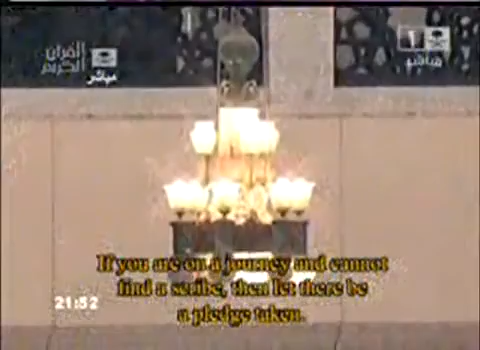 القرآن
الكريم
مباشر
١
مباشر
If you are on a journey and cannot
find a scribe, then let there be
a pledge taken.
21:52